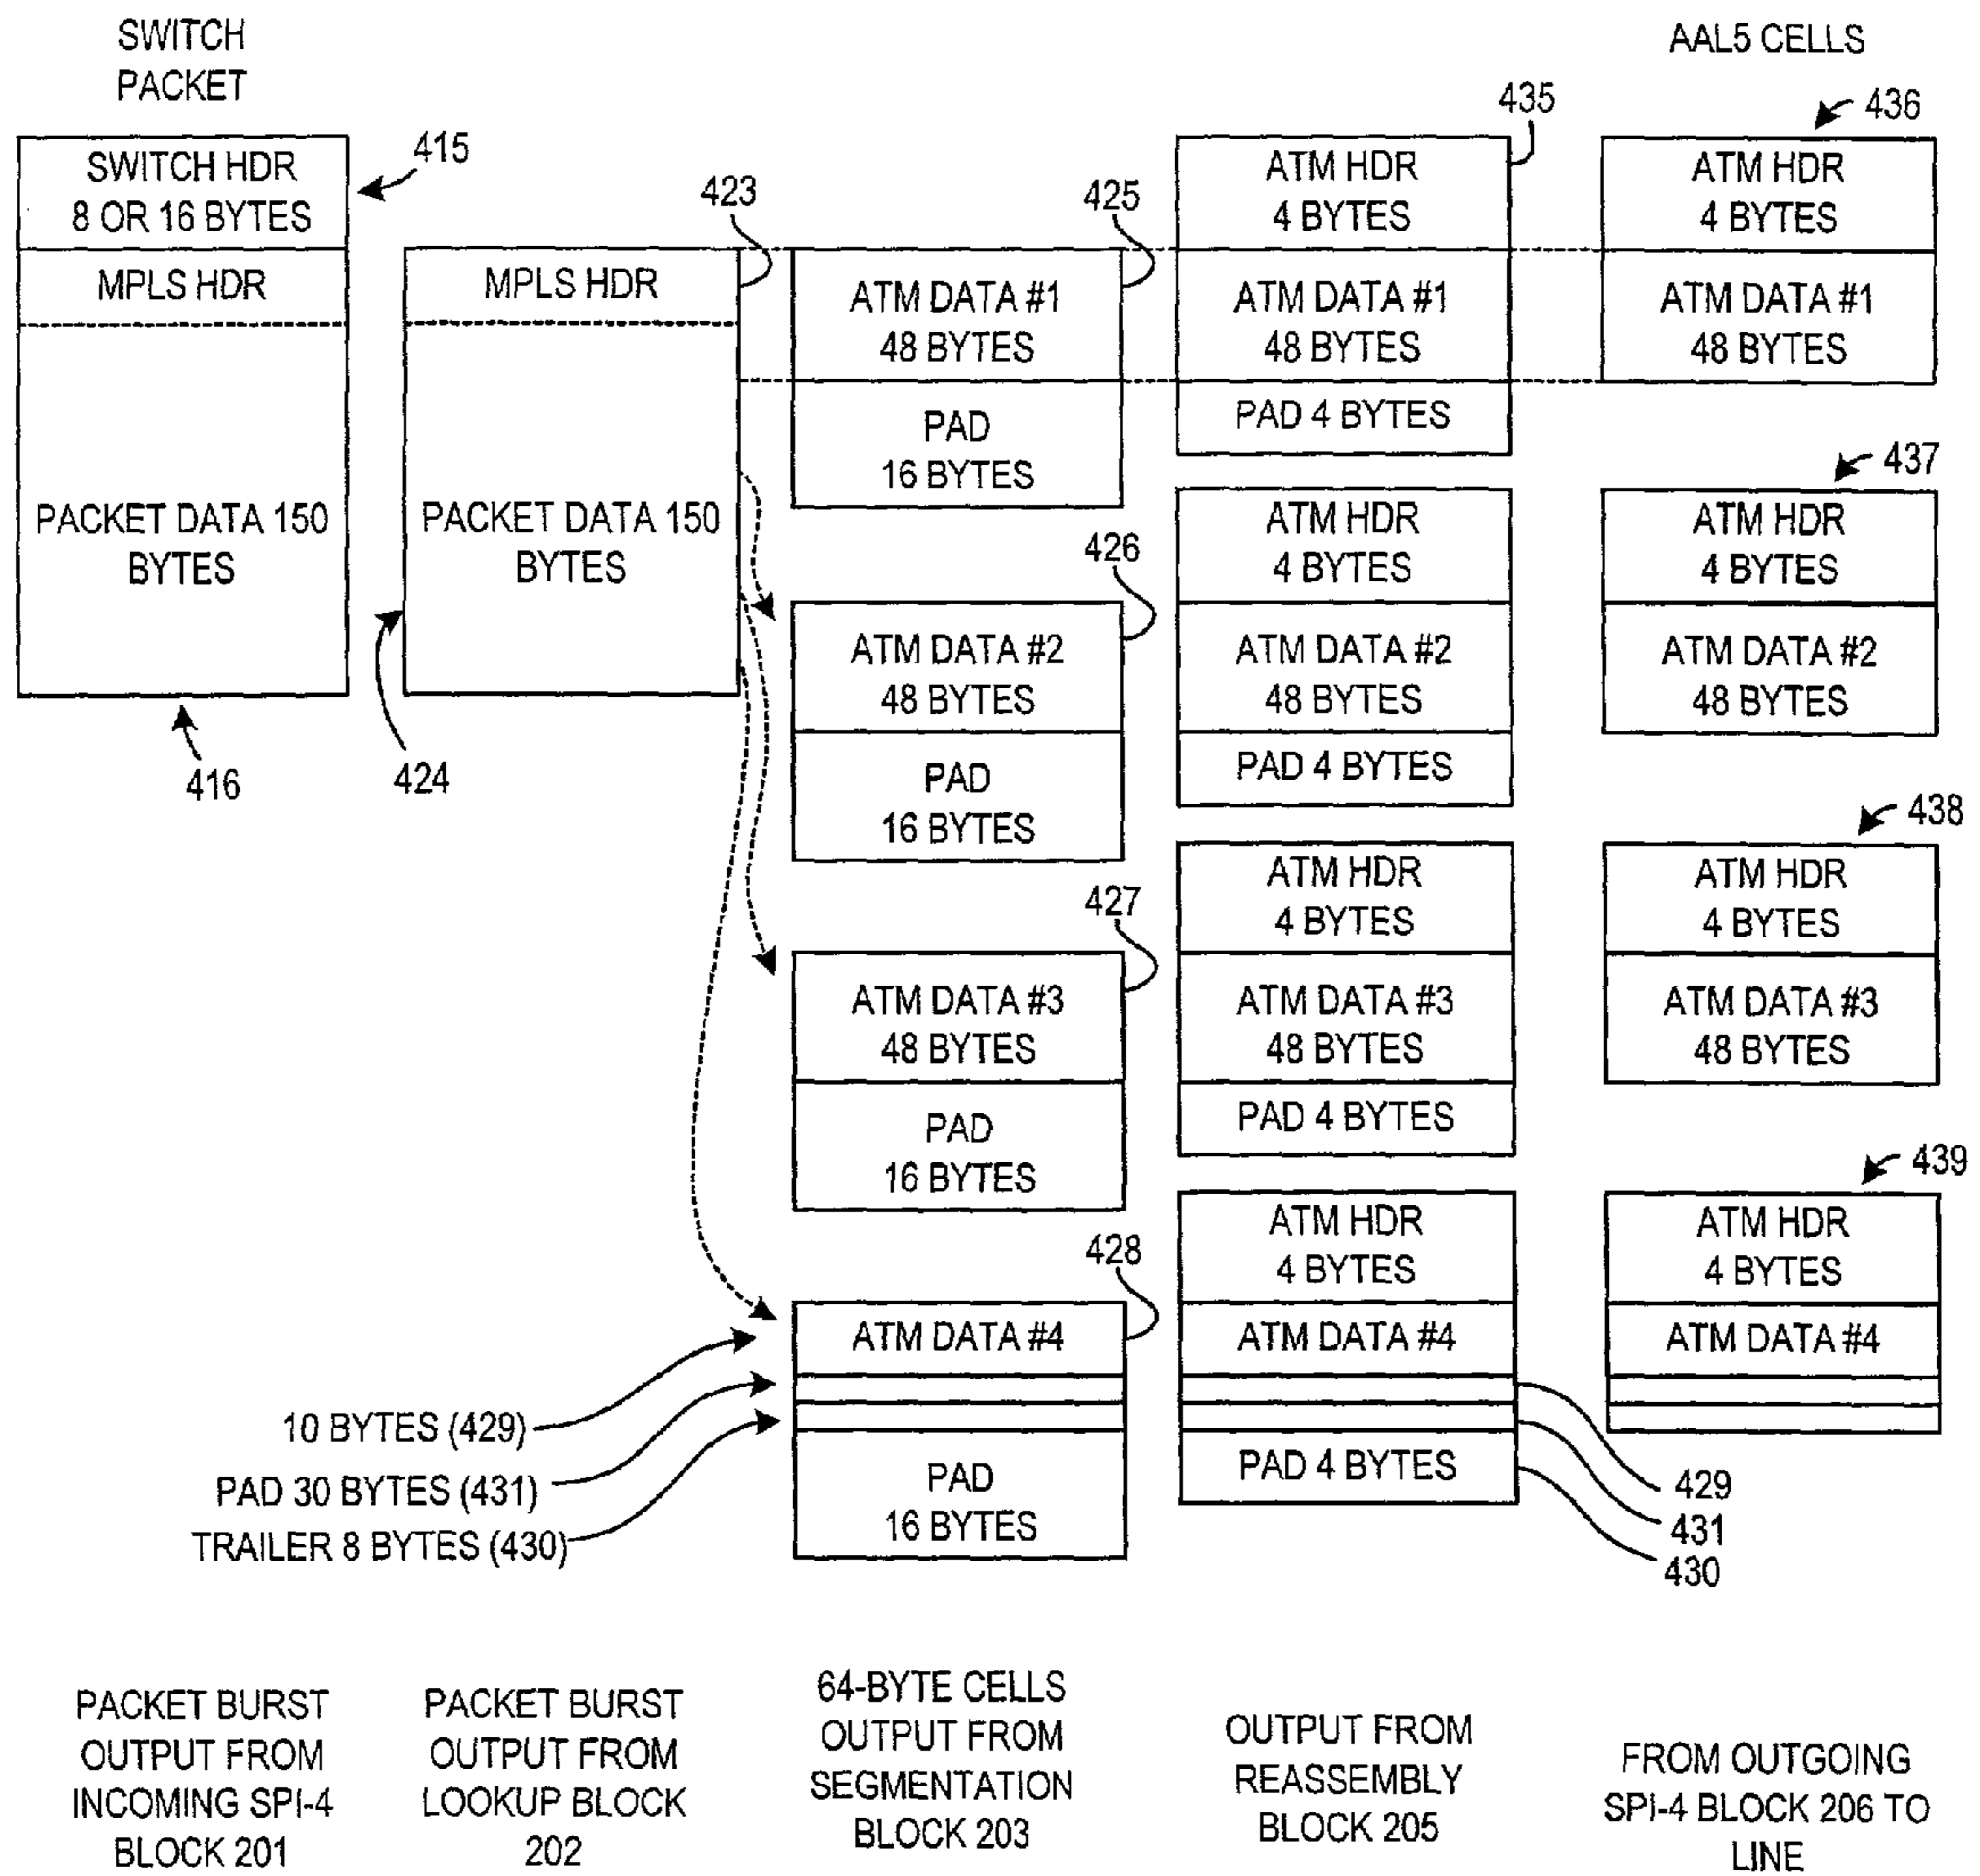 SWITCH
PACKET
SWITCH HDR
8 OR 16 BYTES
MPLS HDR
PACKET DATA 150
BYTES
415
416
MPLS HDR
PACKET DATA 150
BYTES
423
424
ATM DATA #1
48 BYTES
PAD
16 BYTES
425
ATM DATA #2
48 BYTES
PAD
16 BYTES
426
ATM DATA #3
48 BYTES
PAD
16 BYTES
427
ATM DATA #4
PAD
16 BYTES
428
10 BYTES (429)
PAD 30 BYTES (431)
TRAILER 8 BYTES (430)
435
ATM HDR
4 BYTES
ATM DATA #1
48 BYTES
PAD 4 BYTES
ATM HDR
4 BYTES
ATM DATA #2
48 BYTES
PAD 4 BYTES
ATM HDR
4 BYTES
ATM DATA #3
48 BYTES
PAD 4 BYTES
ATM HDR
4 BYTES
ATM DATA #4
PAD 4 BYTES
429
431
430
AAL5 CELLS
436
ATM HDR
4 BYTES
ATM DATA #1
48 BYTES
437
ATM HDR
4 BYTES
ATM DATA #2
48 BYTES
438
ATM HDR
4 BYTES
ATM DATA #3
48 BYTES
439
ATM HDR
4 BYTES
ATM DATA #4
PACKET BURST
OUTPUT FROM
INCOMING SPI-4
BLOCK 201
PACKET BURST
OUTPUT FROM
LOOKUP BLOCK
202
64-BYTE CELLS
OUTPUT FROM
SEGMENTATION
BLOCK 203
OUTPUT FROM
REASSEMBLY
BLOCK 205
FROM OUTGOING
SPI-4 BLOCK 206 TO
LINE